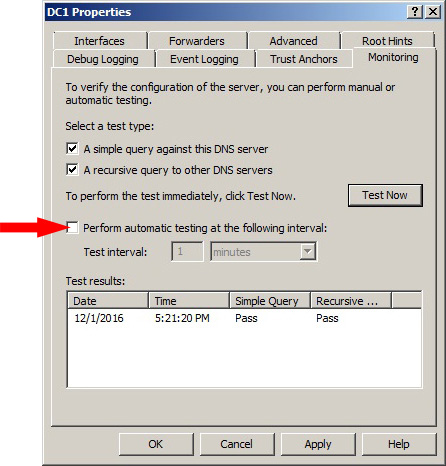 DC1 Properties
Interfaces Forwarders Advanced Root Hints
Debug Logging Event Logging Trust Anchors Monitoring
To verify the configuration of the server, you can perform manual or
automatic testing.
Select a test type:
A simple query against this DNS server
A recursive query to other DNS servers
To perform the test immediately, click Test Now. Test Now
Perform automatic testing at the following interval:
Test interval: 1 minutes
Test results:
Date Time Simple Query Recursive ...
12/1/2016 5:21:20 PM Pass Pass
OK Cancel Apply Help